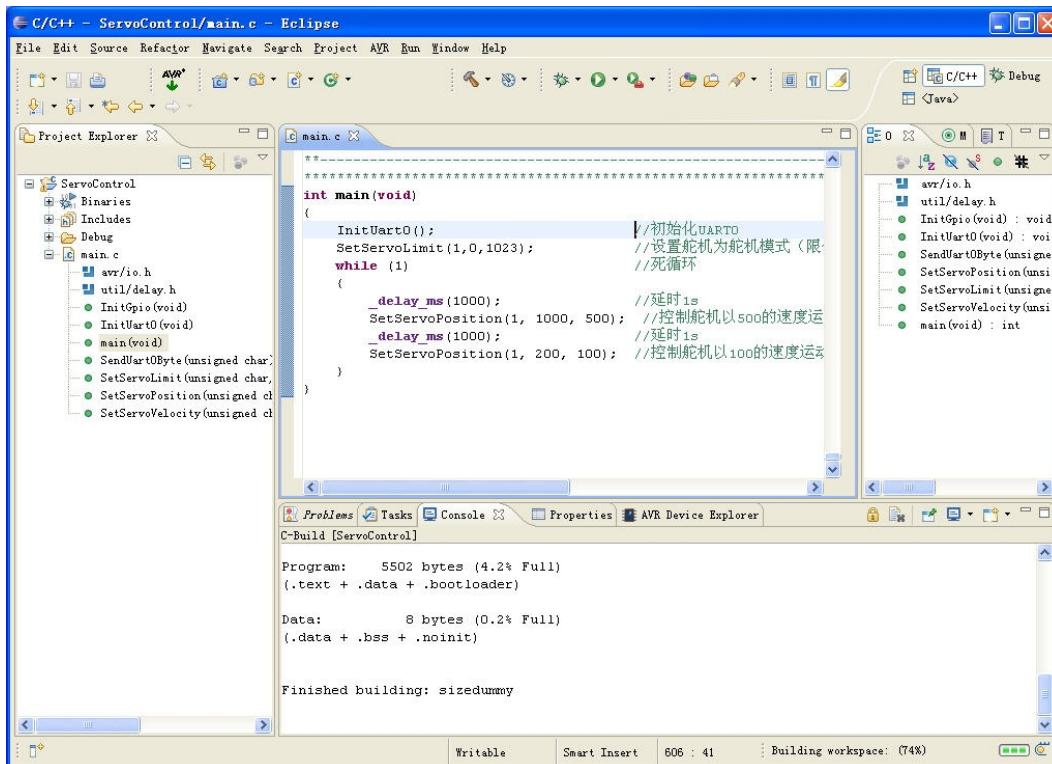 C/C++ - ServoControl/main.c - Eclipse
File Edit Source Refactor Navigate Search Project AVR Run Window Help
AVR
C/C++ Debug
<Java>
Project Explorer
ServoControl
Binaries
Includes
Debug
main.c
avr/io.h
util/delay.h
InitGpio(void)
InitUart0(void)
main(void)
SendUart0Byte(unsigned char)
SetServoLimit(unsigned char,
SetServoPosition(unsigned ch
SetServoVelocity(unsigned ch
main.c
int main(void)
{
InitUart0(); //初始化UART0
SetServoLimit(1,0,1023); //设置舵机为舵机模式（限
while (1) //死循环
{
_delay_ms(1000); //延时1s
SetServoPosition(1, 1000, 500); //控制舵机以500的速度运
_delay_ms(1000); //延时1s
SetServoPosition(1, 200, 100); //控制舵机以100的速度运动
}
}
O M T
avr/io.h
util/delay.h
InitGpio(void) : void
InitUart0(void) : voi
SendUart0Byte(unsigne
SetServoPosition(unsi
SetServoLimit(unsigne
SetServoVelocity(unsi
main(void) : int
Problems Tasks Console Properties AVR Device Explorer
C-Build [ServoControl]
Program: 5502 bytes (4.2% Full)
(.text + .data + .bootloader)
Data: 8 bytes (0.2% Full)
(.data + .bss + .noinit)
Finished building: sizedummy
Writable Smart Insert 606 : 41 Building workspace: (74%)